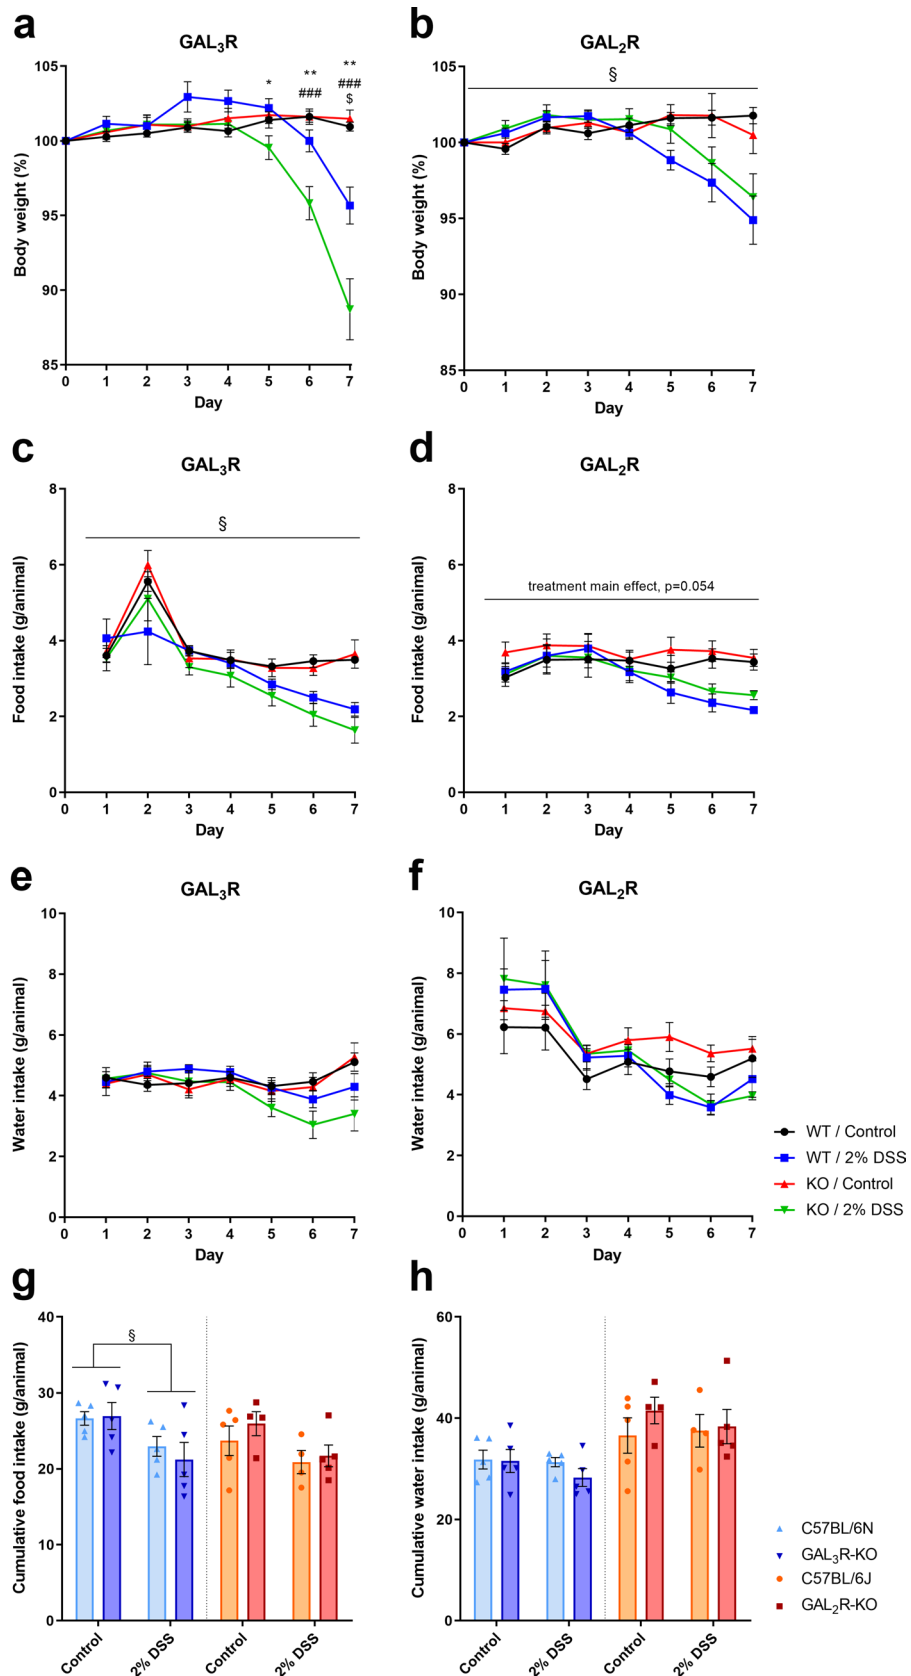 a
GAL₃R
105
100
95
90
85
Body weight (%)
*
**
###
**
###
$
0 1 2 3 4 5 6 7
Day
b
GAL₂R
105
100
95
90
85
Body weight (%)
§
0 1 2 3 4 5 6 7
Day
c
GAL₃R
8
6
4
2
0
Food intake (g/animal)
§
0 1 2 3 4 5 6 7
Day
d
GAL₂R
8
6
4
2
0
Food intake (g/animal)
treatment main effect, p=0.054
0 1 2 3 4 5 6 7
Day
e
GAL₃R
10
8
6
4
2
0
Water intake (g/animal)
0 1 2 3 4 5 6 7
Day
f
GAL₂R
10
8
6
4
2
0
Water intake (g/animal)
0 1 2 3 4 5 6 7
Day
WT / Control
WT / 2% DSS
KO / Control
KO / 2% DSS
g
40
30
20
10
0
Cumulative food intake (g/animal)
§
Control
2% DSS
Control
2% DSS
h
60
40
20
0
Cumulative water intake (g/animal)
Control
2% DSS
Control
2% DSS
C57BL/6N
GAL₃R-KO
C57BL/6J
GAL₂R-KO